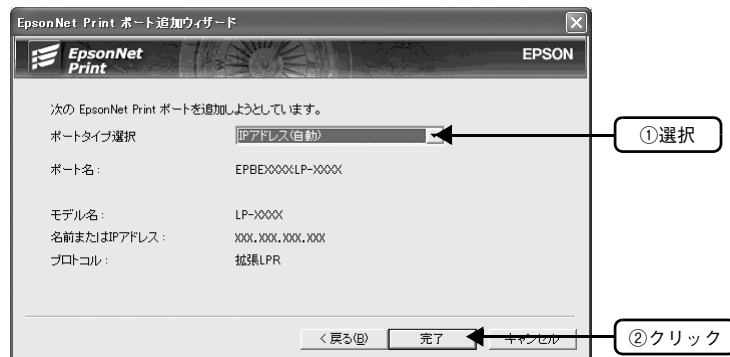 EpsonNet Print ポート追加ウィザード
EpsonNet
Print
EPSON
次の EpsonNet Print ポートを追加しようとしています。
ポートタイプ選択
IPアドレス(自動)
①選択
ポート名:
EPBEXXXX:LP-XXXX
モデル名:
LP-XXXX
名前またはIPアドレス:
XXX.XXX.XXX.XXX
プロトコル:
拡張LPR
< 戻る(B)
完了
キャンセル
②クリック